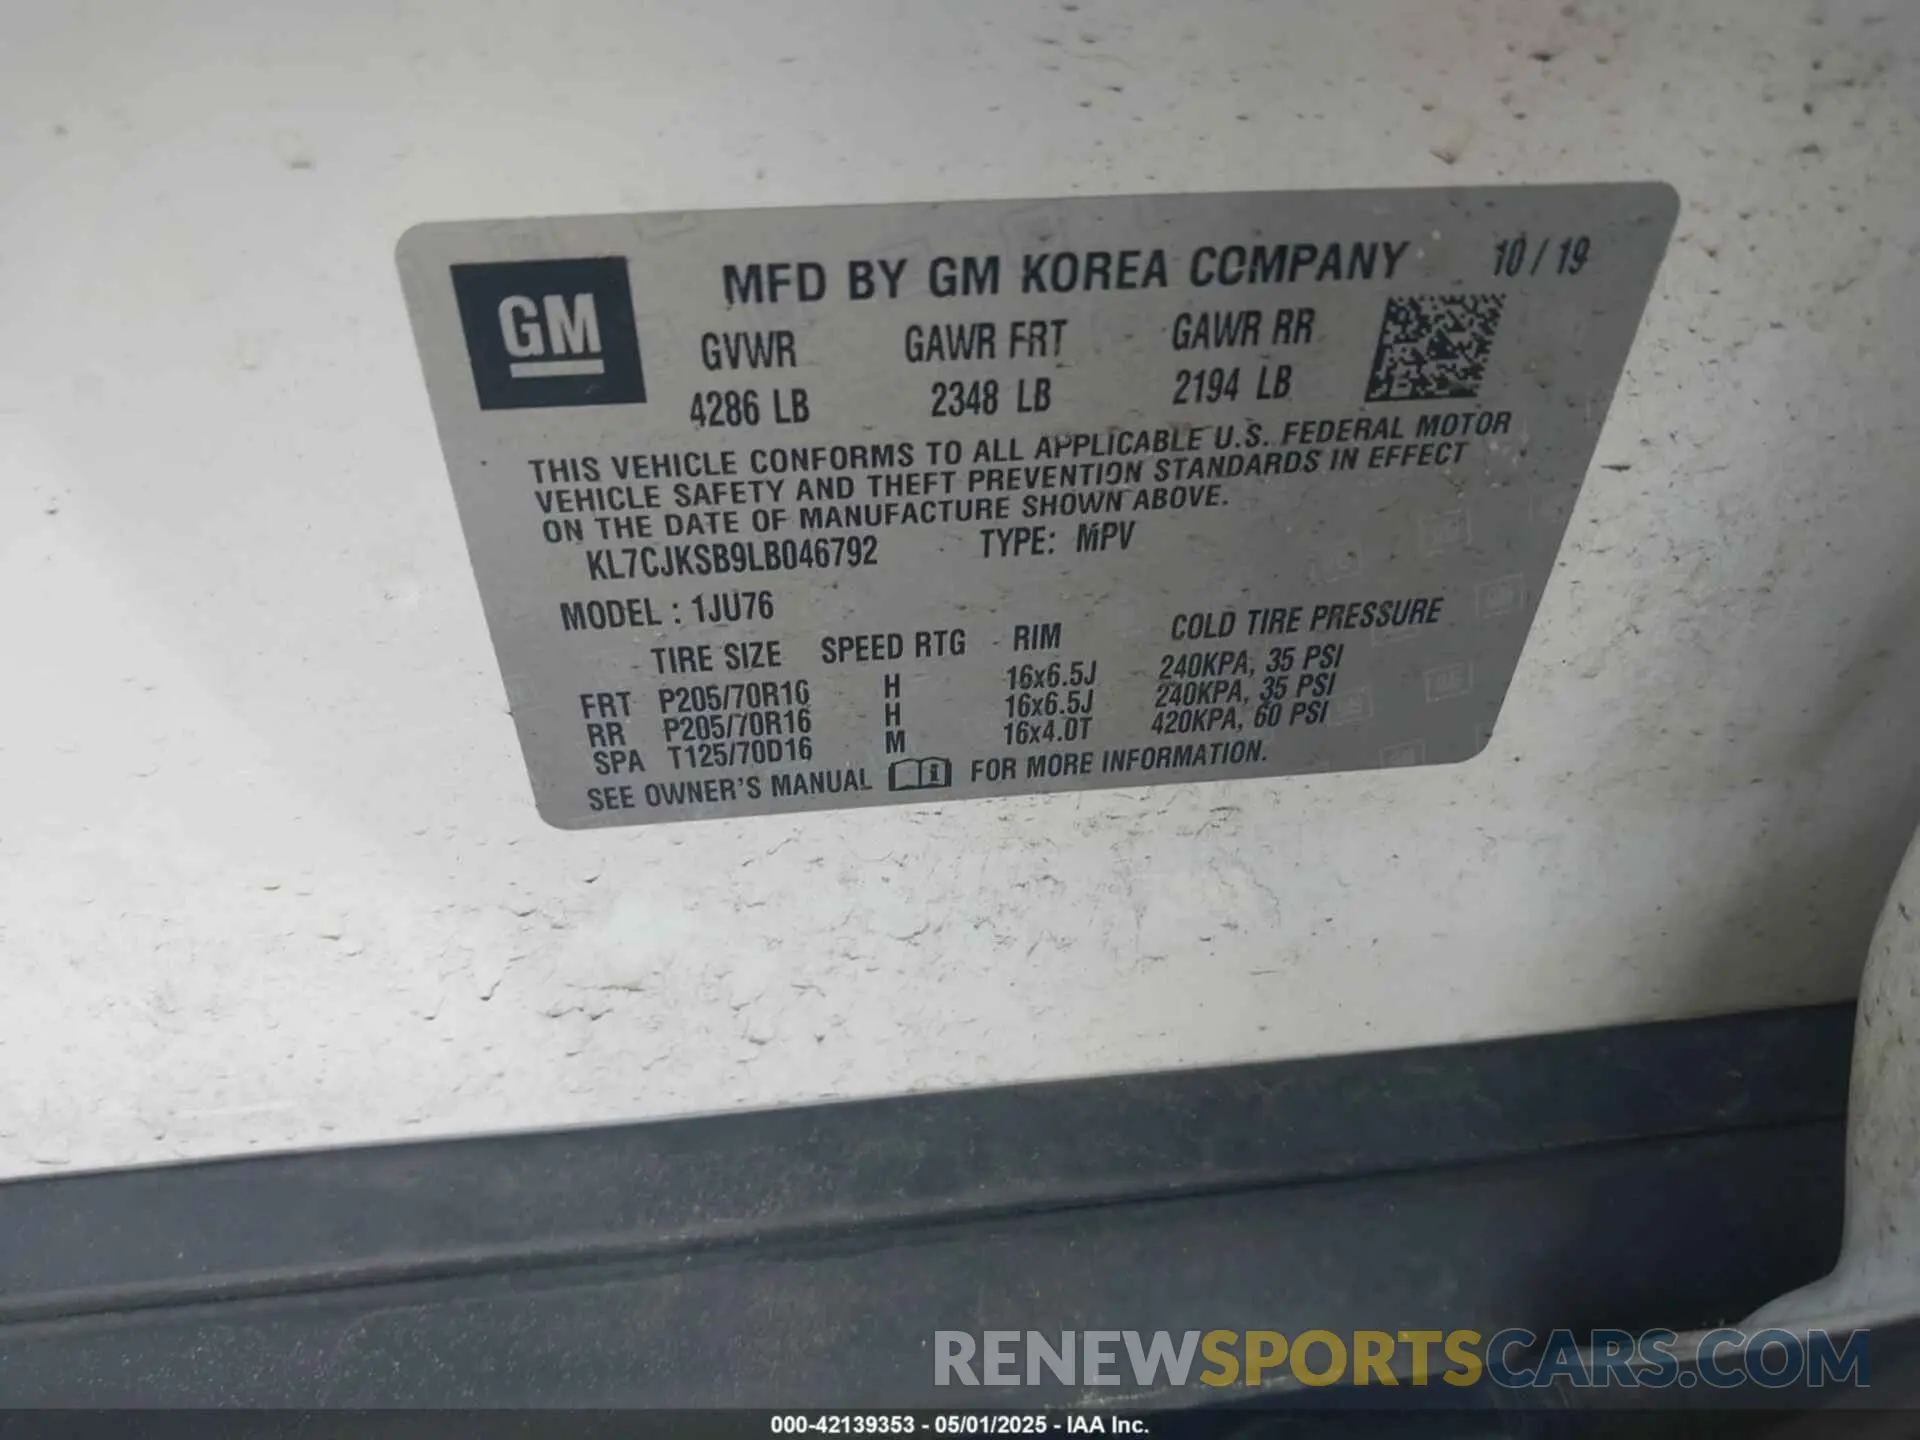 GM
MFD BY GM KOREA COMPANY 10/19
GVWR GAWR FRT GAWR RR
4286 LB 2348 LB 2194 LB
THIS VEHICLE CONFORMS TO ALL APPLICABLE U.S. FEDERAL MOTOR
VEHICLE SAFETY AND THEFT PREVENTION STANDARDS IN EFFECT
ON THE DATE OF MANUFACTURE SHOWN ABOVE.
KL7CJKSB9LB046792 TYPE: MPV
MODEL : 1JU76
TIRE SIZE SPEED RTG RIM COLD TIRE PRESSURE
FRT P205/70R16 H 16x6.5J 240KPA, 35 PSI
RR P205/70R16 H 16x6.5J 240KPA, 35 PSI
SPA T125/70D16 M 16x4.0T 420KPA, 60 PSI
SEE OWNER'S MANUAL FOR MORE INFORMATION.
RENEWSPORTSCARS.COM
000-42139353 - 05/01/2025 - IAA Inc.